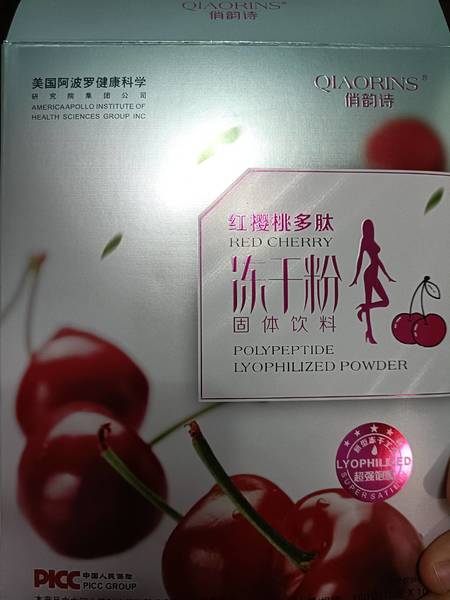 QIAORINS
俏韵诗
美国阿波罗健康科学
研究院集团公司
AMERICA APOLLO INSTITUTE OF
HEALTH SCIENCES GROUP INC
QIAORINS®
俏韵诗
红樱桃多肽
RED CHERRY
冻干粉
固体饮料
POLYPEPTIDE
LYOPHILIZED POWDER
LYOPHILIZED
超强饱腹
PICC 中国人民保险
PICC GROUP